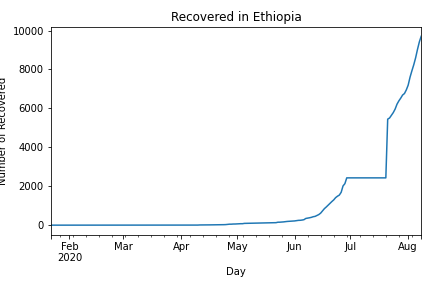 Recovered in Ethiopia
Number of Recovered
10000
8000
6000
4000
2000
0
Feb
2020
Mar
Apr
May
Jun
Jul
Aug
Day